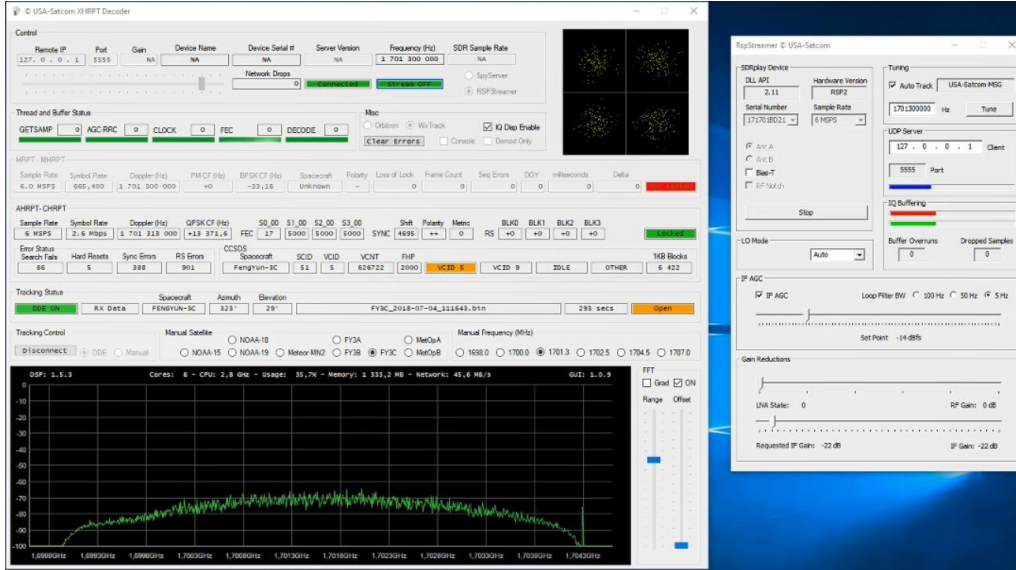 © USA-Satcom XHRPT Decoder
Control
Remote IP Port Gain Device Name Device Serial # Server Version Frequency (Hz) SDR Sample Rate
127. 0 . 0 . 1 5555 NA NA NA NA 1 701 300 000 NA
Network Drops
0 Connected Stream OFF
SpyServer
RSPStreamer
Thread and Buffer Status
GETSAMP 0 AGC-RRC 0 CLOCK 0 FEC 0 DECODE 0
Misc
Orbitron WxTrack IQ Disp Enable
Clear Errors Console Demod Only
HRPT - MHRPT
Sample Rate Symbol Rate Doppler (Hz) PM CF (Hz) BPSK CF (Hz) Spacecraft Polarity Loss of Lock Frame Count Seq Errors DOY milliseconds Delta
6.0 MSPS 665,400 1 701 300 000 +0 -33,16 Unknown - 0 0 0 0 0 0
AHRPT- CHRPT
Sample Rate Symbol Rate Doppler (Hz) QPSK CF (Hz) S0_00 S1_00 S2_00 S3_00 Shift Polarity Metric BLK0 BLK1 BLK2 BLK3
6 MSPS 2.6 Mbps 1 701 313 000 +13 371,6 FEC 17 5000 5000 5000 SYNC 4695 ++ 0 RS +0 +0 +0 +0 Locked
Error Status
Search Fails Hard Resets Sync Errors RS Errors
86 5 388 901
CCSDS
Spacecraft SCID VCID VCNT FHP 1KB Blocks
FengYun-3C 51 5 626722 2000 VCID 5 VCID 9 IDLE OTHER 6 422
Tracking Status
Spacecraft Azimuth Elevation
DDE ON RX Data FENGYUN-3C 323° 29° FY3C_2018-07-04_111643.bin 293 secs Open
Tracking Control
Disconnect DDE Manual
Manual Satellite
NOAA-18 FY3A MetOpA
NOAA-15 NOAA-19 Meteor-MN2 FY3B FY3C MetOpB
Manual Frequency (MHz)
1698.0 1700.0 1701.3 1702.5 1704.5 1707.0
DSP: 1.5.3 Cores: 6 - CPU: 2,8 GHz - Usage: 35,7% - Memory: 1 333,2 MB - Network: 45,6 MB/s GUI: 1.0.9
0
-10
-20
-30
-40
-50
-60
-70
-80
-90
-100
1,6988GHz 1,6993GHz 1,6998GHz 1,7003GHz 1,7008GHz 1,7013GHz 1,7018GHz 1,7023GHz 1,7028GHz 1,7033GHz 1,7038GHz 1,7043GHz
FFT
Grad ON
Range Offset
RspStreamer © USA-Satcom
SDRplay Device
DLL API Hardware Version
2.11 RSP2
Serial Number Sample Rate
6 MSPS
Ant A
Ant B
Bias-T
RF Notch
Stop
Tuning
Auto Track USA-Satcom-MSG
1701300000 Hz Tune
UDP Server
127 . 0 . 0 . 1 Client
5555 Port
IQ Buffering
Buffer Overruns Dropped Samples
0 0
LO Mode
Auto
IF AGC
IF AGC Loop Filter BW 100 Hz 50 Hz 5 Hz
Set Point -14 dBfs
Gain Reductions
LNA State: 0 RF Gain: 0 dB
Requested IF Gain: -22 dB IF Gain: -22 dB